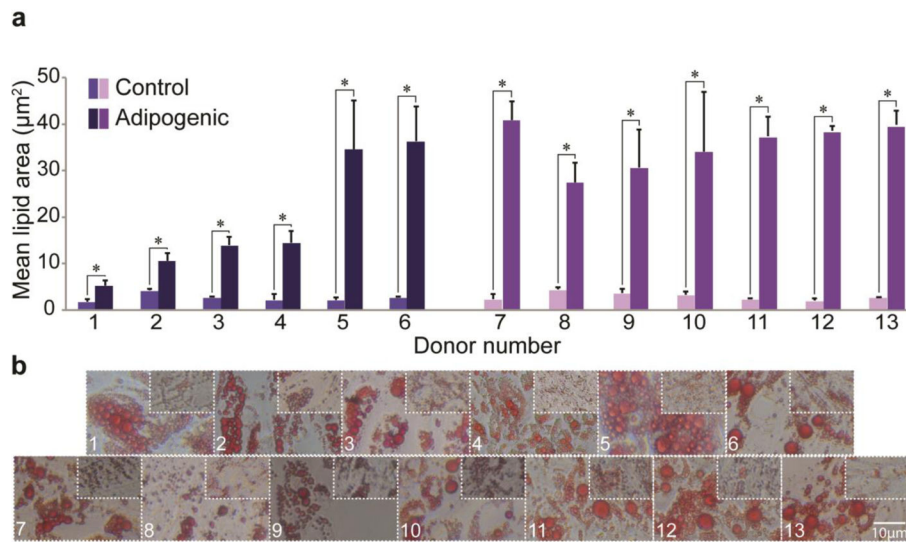 a
Mean lipid area (μm²)
50
40
30
20
10
0
Control
Adipogenic
* * * * * * * * * * * * *
1 2 3 4 5 6 7 8 9 10 11 12 13
Donor number
b
1 2 3 4 5 6
7 8 9 10 11 12 13
10μm